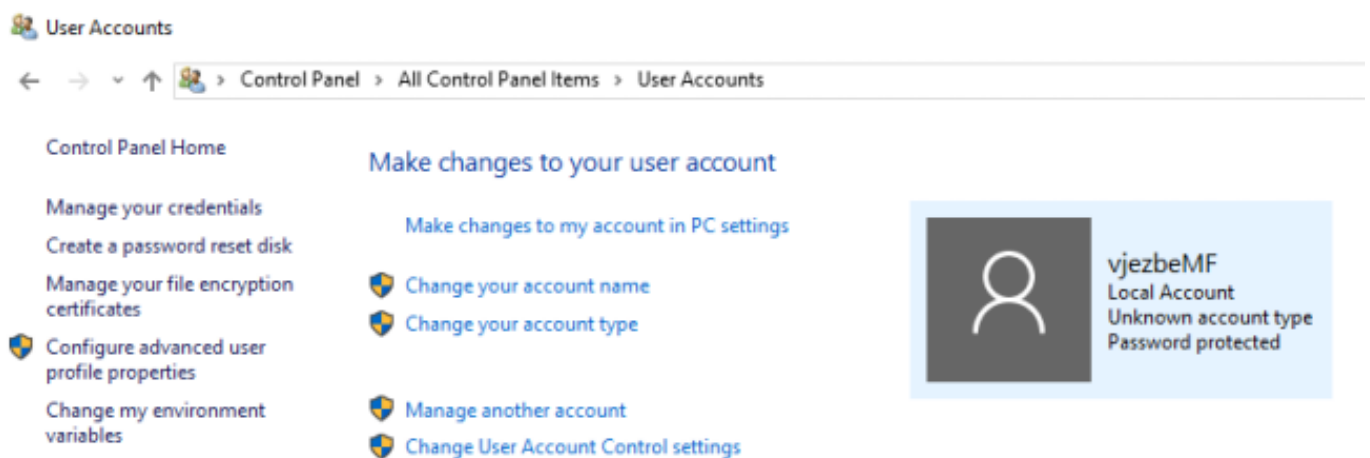 User Accounts
Control Panel > All Control Panel Items > User Accounts
Control Panel Home
Manage your credentials
Create a password reset disk
Manage your file encryption
certificates
Configure advanced user
profile properties
Change my environment
variables
Make changes to your user account
Make changes to my account in PC settings
Change your account name
Change your account type
Manage another account
Change User Account Control settings
vjezbeMF
Local Account
Unknown account type
Password protected